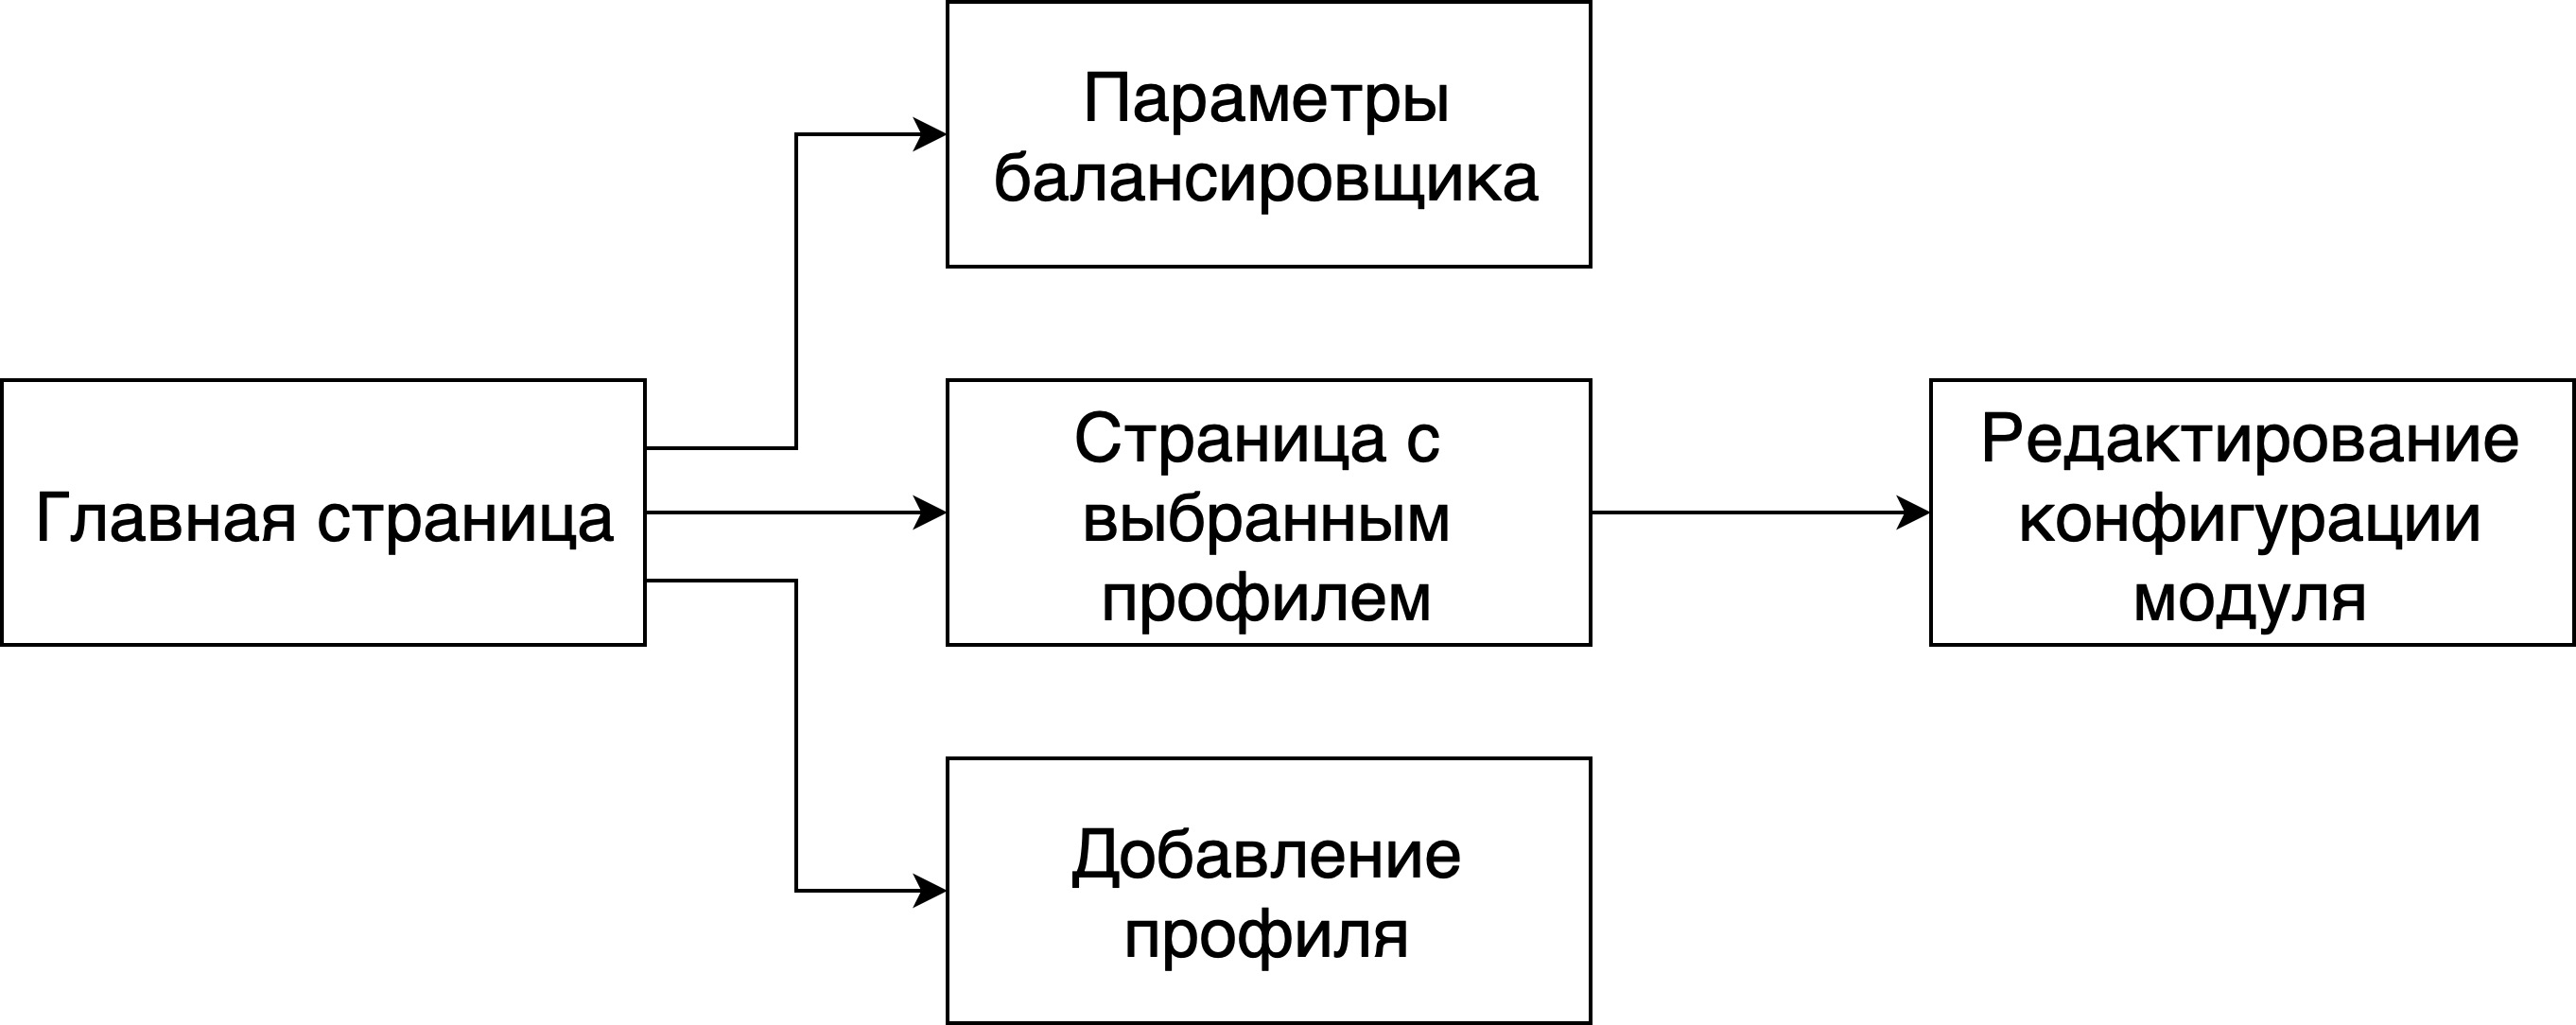 Параметры
балансировщика
Главная страница
Страница с
выбранным
профилем
Редактирование
конфигурации
модуля
Добавление
профиля